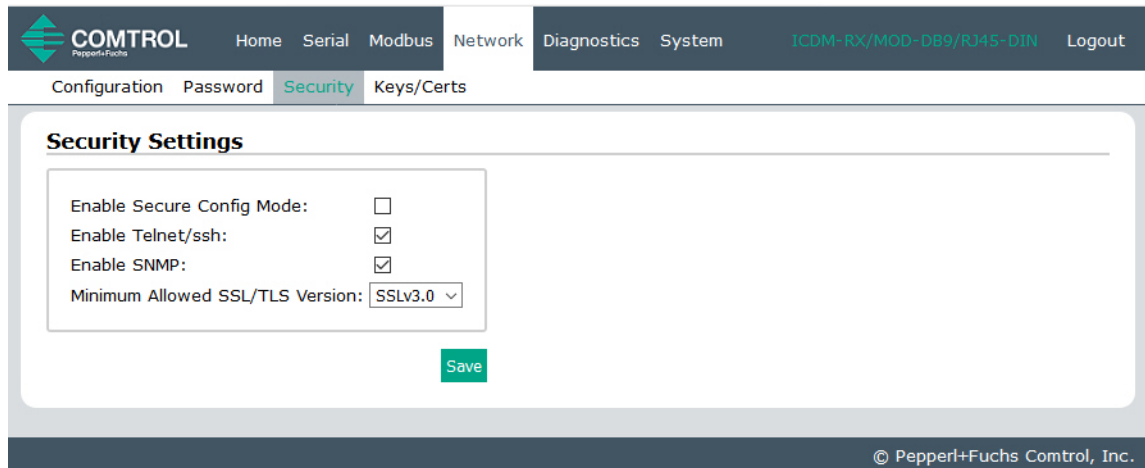 COMTROL
Pepperl+Fuchs
Home Serial Modbus Network Diagnostics System ICDM-RX/MOD-DB9/RJ45-DIN Logout
Configuration Password Security Keys/Certs
Security Settings
Enable Secure Config Mode:
Enable Telnet/ssh:
Enable SNMP:
Minimum Allowed SSL/TLS Version: SSLv3.0
Save
© Pepperl+Fuchs Comtrol, Inc.